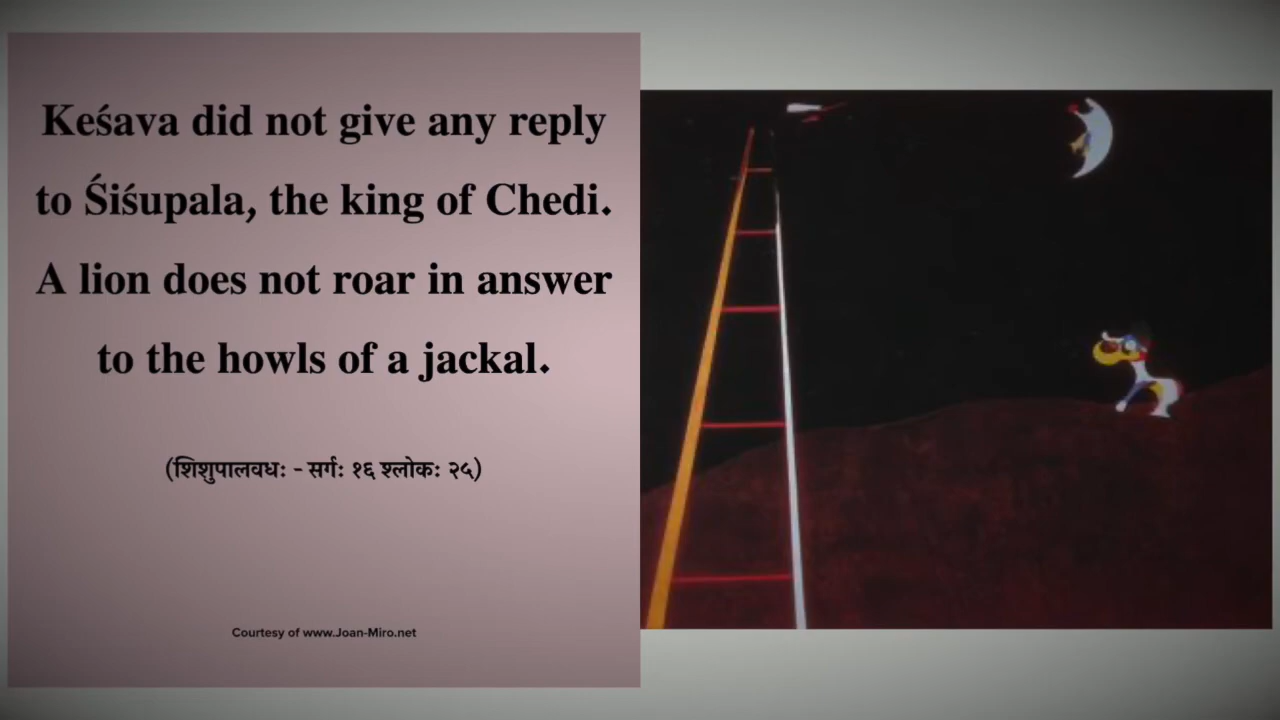 Keśava did not give any reply
to Śiśupala, the king of Chedi.
A lion does not roar in answer
to the howls of a jackal.
(शिशुपालवधः - सर्गः १६ श्लोकः २५)
Courtesy of www.Joan-Miro.net